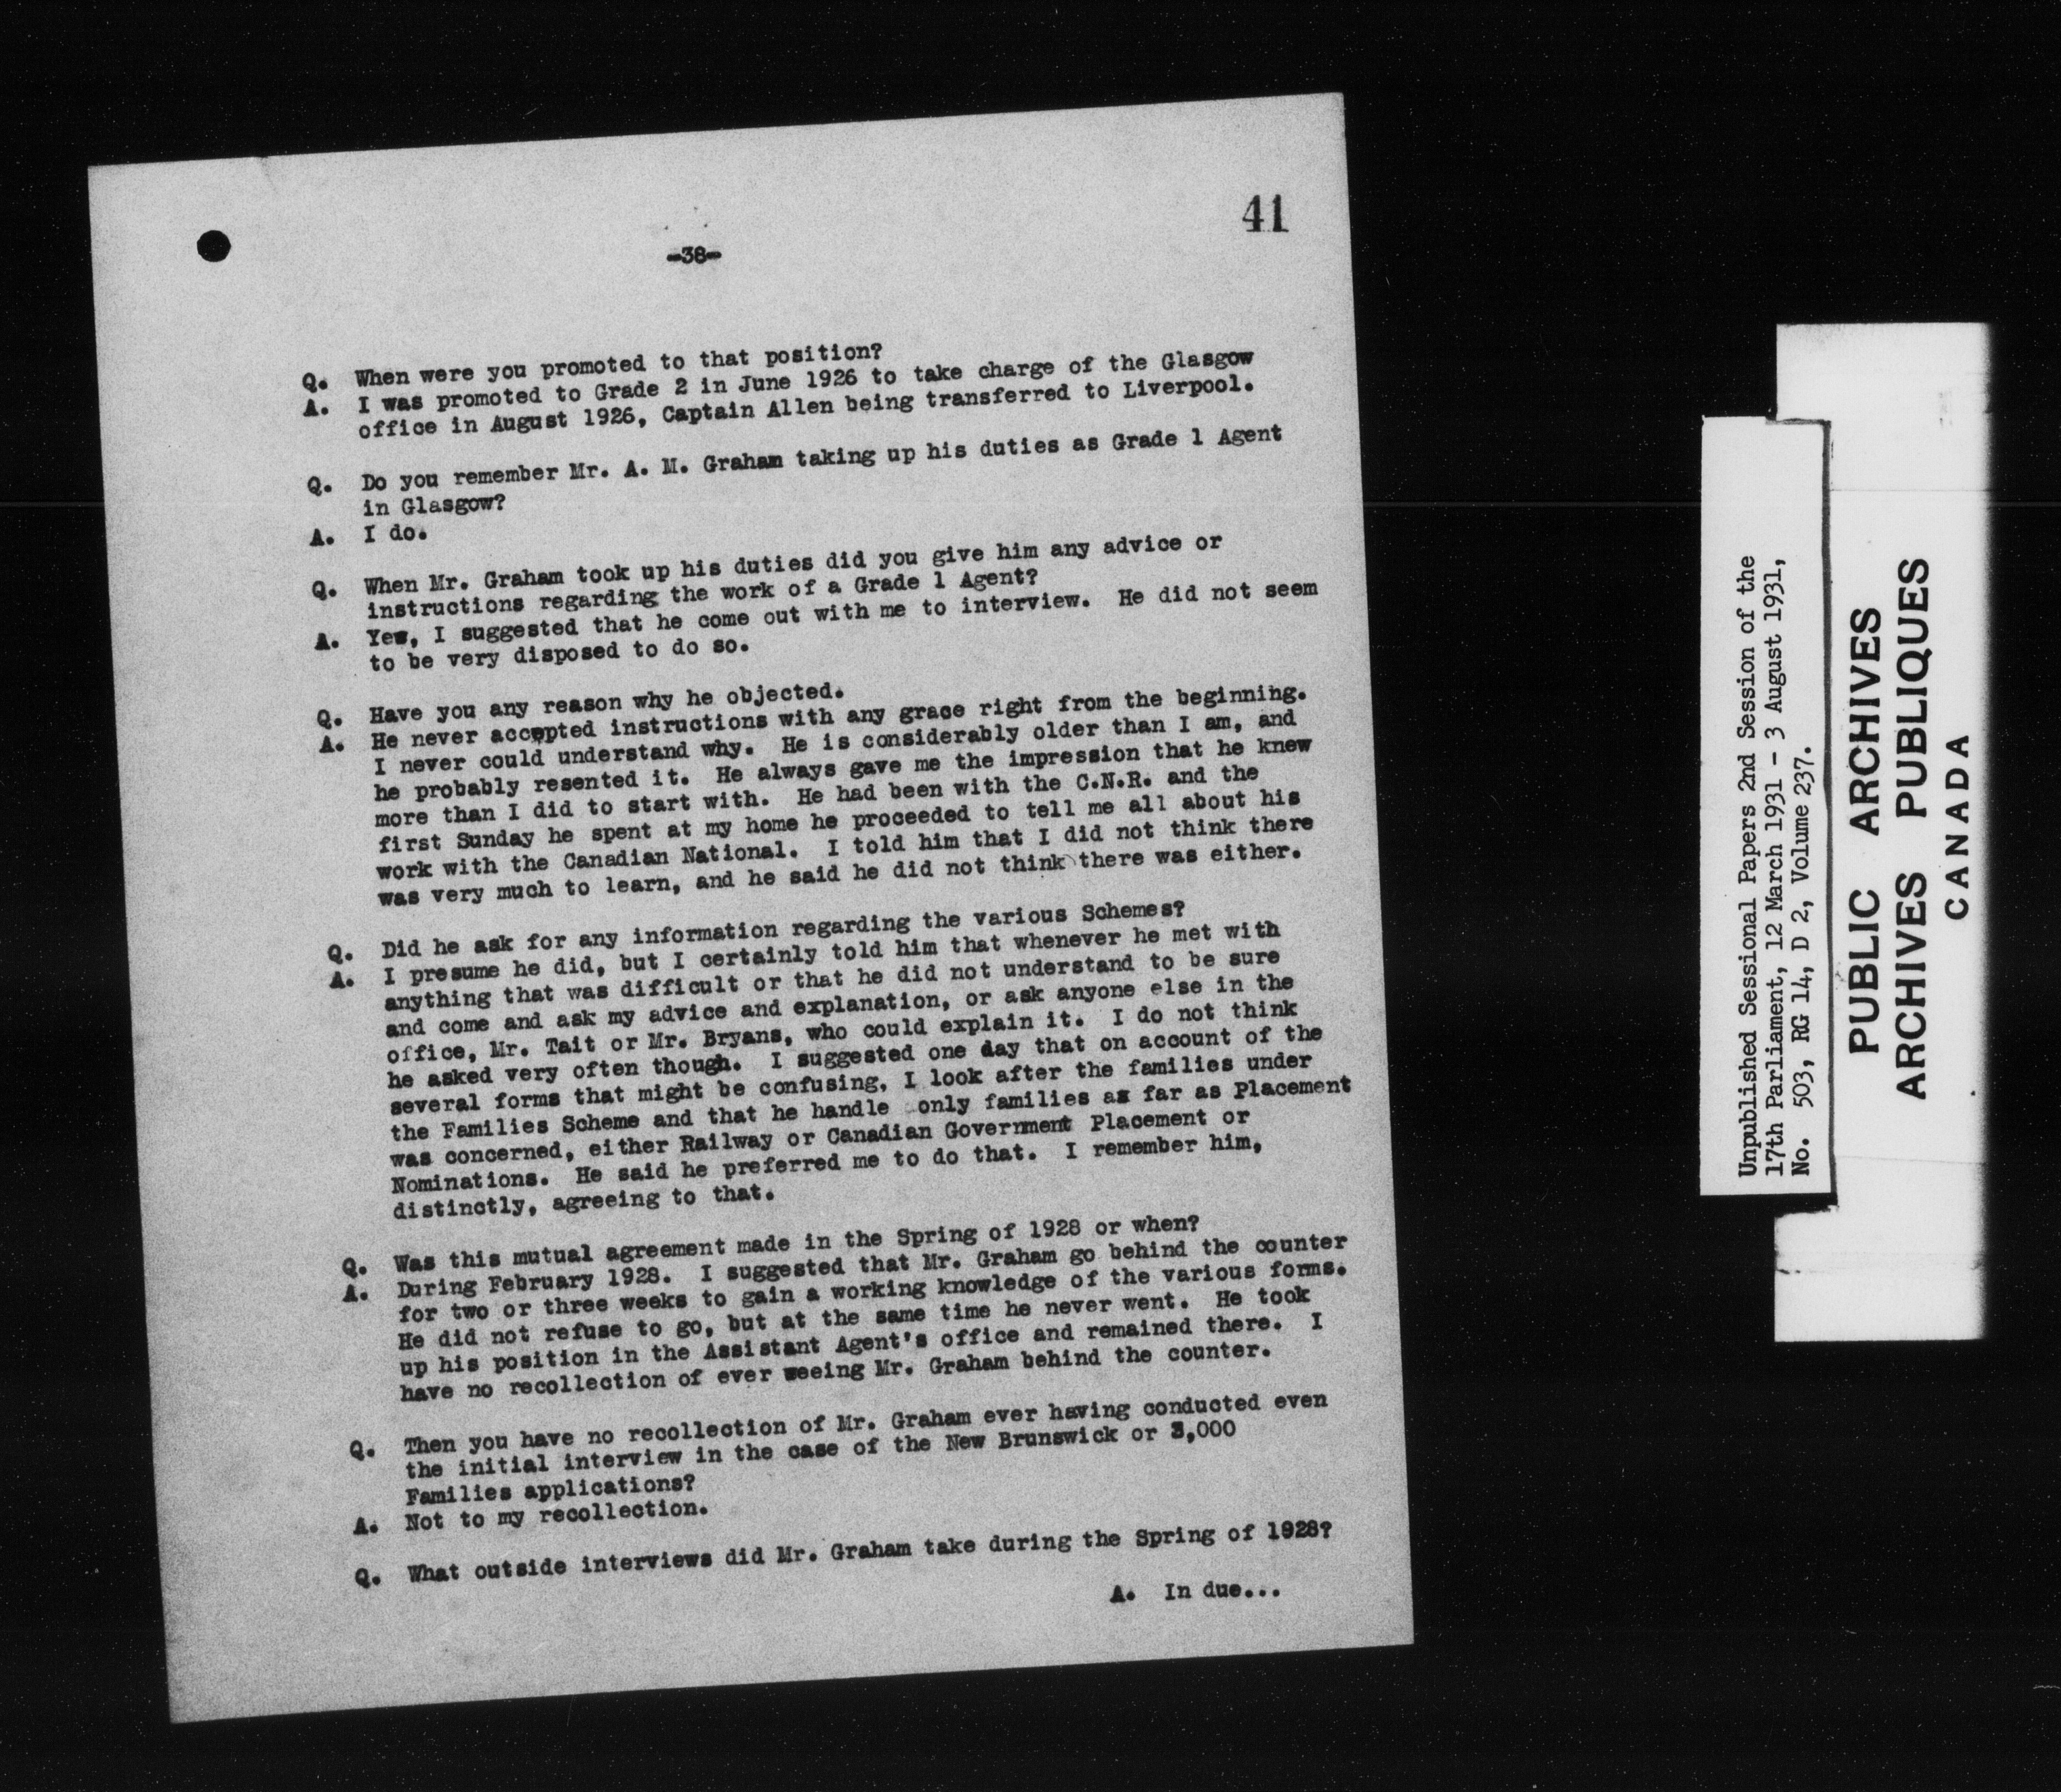 41
-38-
Q. When were you promoted to that position?
A. I was promoted to Grade 2 in June 1926 to take charge of the Glasgow
office in August 1926, Captain Allen being transferred to Liverpool.
Q. Do you remember Mr. A. M. Graham taking up his duties as Grade 1 Agent
in Glasgow?
A. I do.
Q. When Mr. Graham took up his duties did you give him any advice or
instructions regarding the work of a Grade 1 Agent?
A. Yes, I suggested that he come out with me to interview. He did not seem
to be very disposed to do so.
Q. Have you any reason why he objected.
A. He never accepted instructions with any grace right from the beginning.
I never could understand why. He is considerably older than I am, and
he probably resented it. He always gave me the impression that he knew
more than I did to start with. He had been with the C.N.R. and the
first Sunday he spent at my home he proceeded to tell me all about his
work with the Canadian National. I told him that I did not think there
was very much to learn, and he said he did not think there was either.
Q. Did he ask for any information regarding the various Schemes?
A. I presume he did, but I certainly told him that whenever he met with
anything that was difficult or that he did not understand to be sure
and come and ask my advice and explanation, or ask anyone else in the
office, Mr. Tait or Mr. Bryans, who could explain it. I do not think
he asked very often though. I suggested one day that on account of the
several forms that might be confusing, I look after the families under
the Families Scheme and that he handle only families as far as Placement
was concerned, either Railway or Canadian Government Placement or
Nominations. He said he preferred me to do that. I remember him,
distinctly, agreeing to that.
Q. Was this mutual agreement made in the Spring of 1928 or when?
A. During February 1928. I suggested that Mr. Graham go behind the counter
for two or three weeks to gain a working knowledge of the various forms.
He did not refuse to go, but at the same time he never went. He took
up his position in the Assistant Agent's office and remained there. I
have no recollection of ever seeing Mr. Graham behind the counter.
Q. Then you have no recollection of Mr. Graham ever having conducted even
the initial interview in the case of the New Brunswick or 3,000
Families applications?
A. Not to my recollection.
Q. What outside interviews did Mr. Graham take during the Spring of 1928?
A. In due...
Unpublished Sessional Papers 2nd Session of the
17th Parliament, 12 March 1931 - 3 August 1931,
No. 503, RG 14, D 2, Volume 237.
PUBLIC ARCHIVES
ARCHIVES PUBLIQUES
CANADA